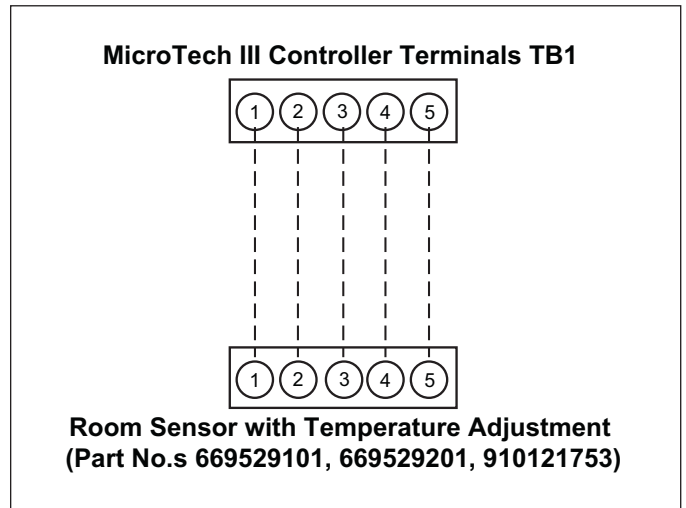 MicroTech III Controller Terminals TB1
1 2 3 4 5
1 2 3 4 5
Room Sensor with Temperature Adjustment
(Part No.s 669529101, 669529201, 910121753)